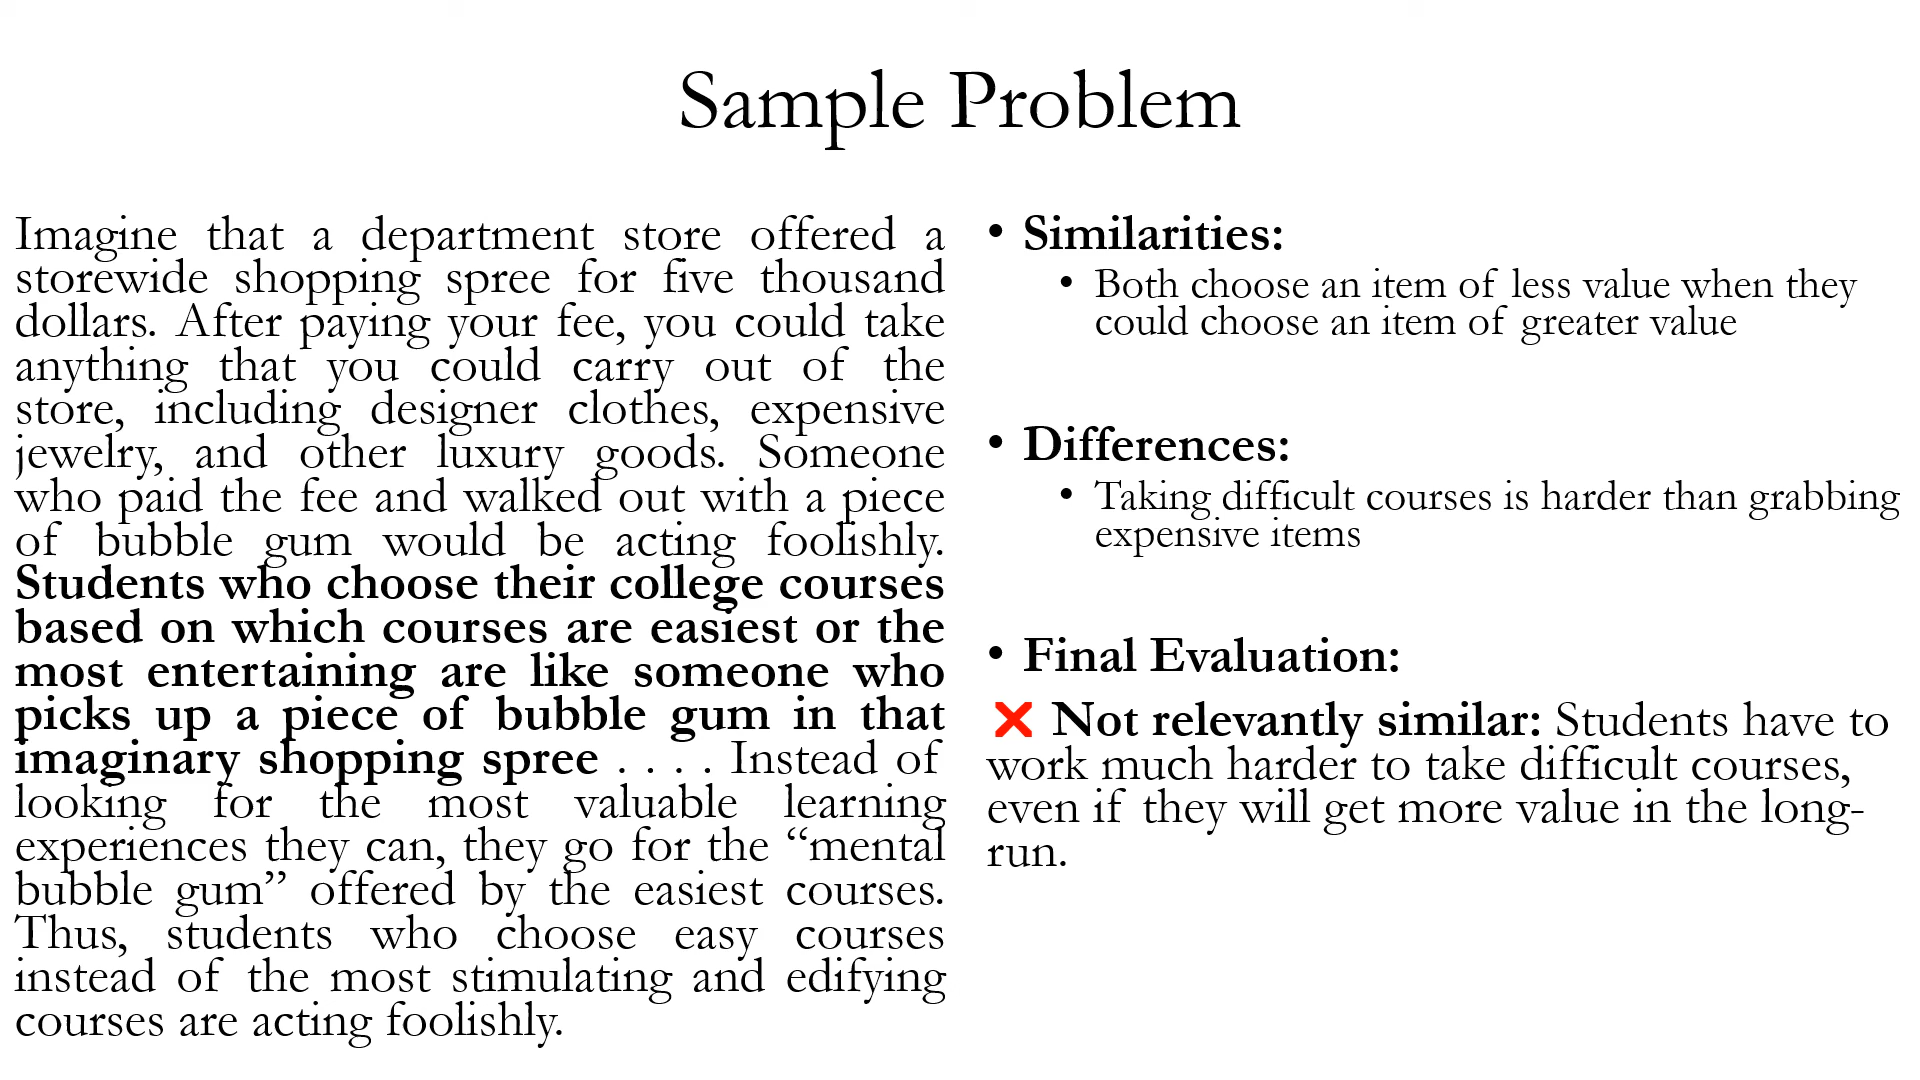 Sample Problem
Imagine that a department store offered a
storewide shopping spree for five thousand
dollars. After paying your fee, you could take
anything that you could carry out of the
store, including designer clothes, expensive
jewelry, and other luxury goods. Someone
who paid the fee and walked out with a piece
of bubble gum would be acting foolishly.
Students who choose their college courses
based on which courses are easiest or the
most entertaining are like someone who
picks up a piece of bubble gum in that
imaginary shopping spree . . . . Instead of
looking for the most valuable learning
experiences they can, they go for the “mental
bubble gum” offered by the easiest courses.
Thus, students who choose easy courses
instead of the most stimulating and edifying
courses are acting foolishly.
• Similarities:
• Both choose an item of less value when they
could choose an item of greater value
• Differences:
• Taking difficult courses is harder than grabbing
expensive items
• Final Evaluation:
❌ Not relevantly similar: Students have to
work much harder to take difficult courses,
even if they will get more value in the long-
run.